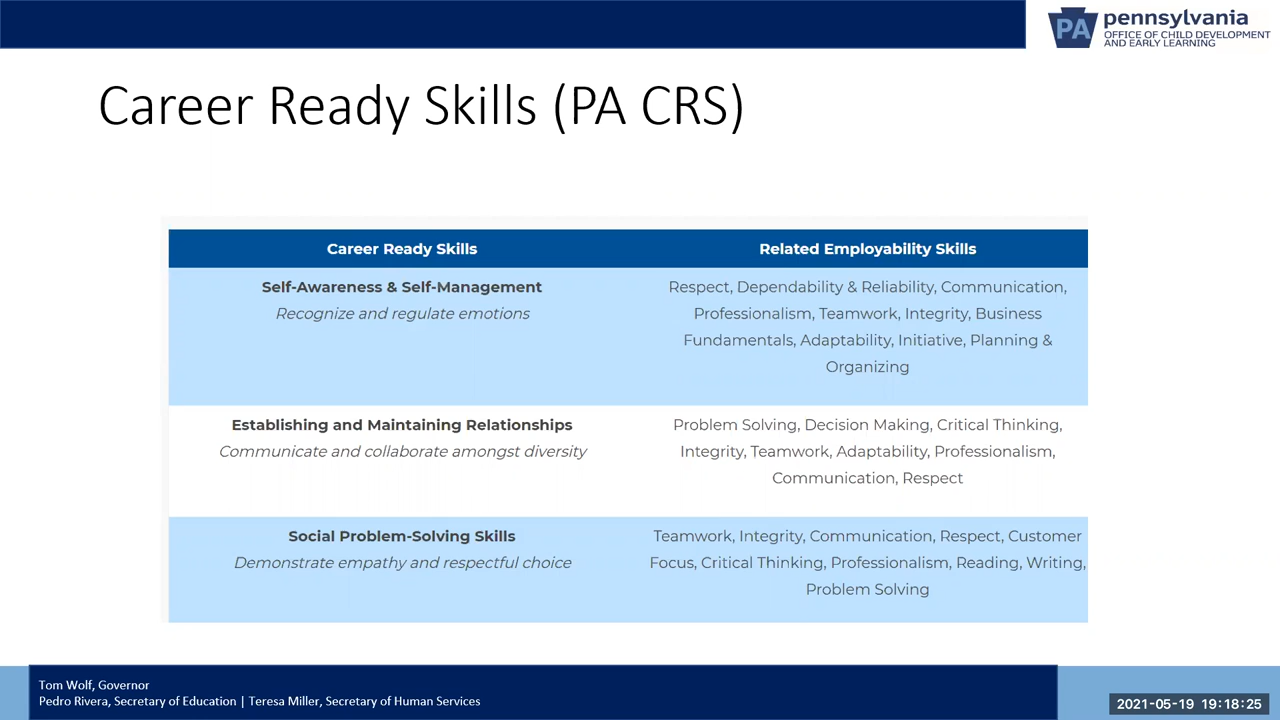 pennsylvania
PA
OFFICE OF CHILD DEVELOPMENT
AND EARLY LEARNING
Career Ready Skills (PA CRS)
Career Ready Skills
Related Employability Skills
Self-Awareness & Self-Management
Recognize and regulate emotions
Respect, Dependability & Reliability, Communication,
Professionalism, Teamwork, Integrity, Business
Fundamentals, Adaptability, Initiative, Planning &
Organizing
Establishing and Maintaining Relationships
Communicate and collaborate amongst diversity
Problem Solving, Decision Making, Critical Thinking,
Integrity, Teamwork, Adaptability, Professionalism,
Communication, Respect
Social Problem-Solving Skills
Demonstrate empathy and respectful choice
Teamwork, Integrity, Communication, Respect, Customer
Focus, Critical Thinking, Professionalism, Reading, Writing,
Problem Solving
Tom Wolf, Governor
Pedro Rivera, Secretary of Education | Teresa Miller, Secretary of Human Services
2021-05-19 19:18:25